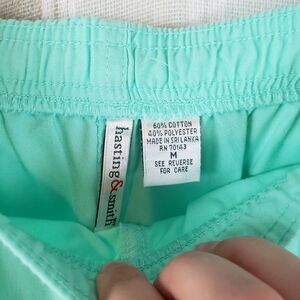 hasting&smith
60% COTTON
40% POLYESTER
MADE IN SRI LANKA
RN 70143
M
SEE REVERSE
FOR CARE